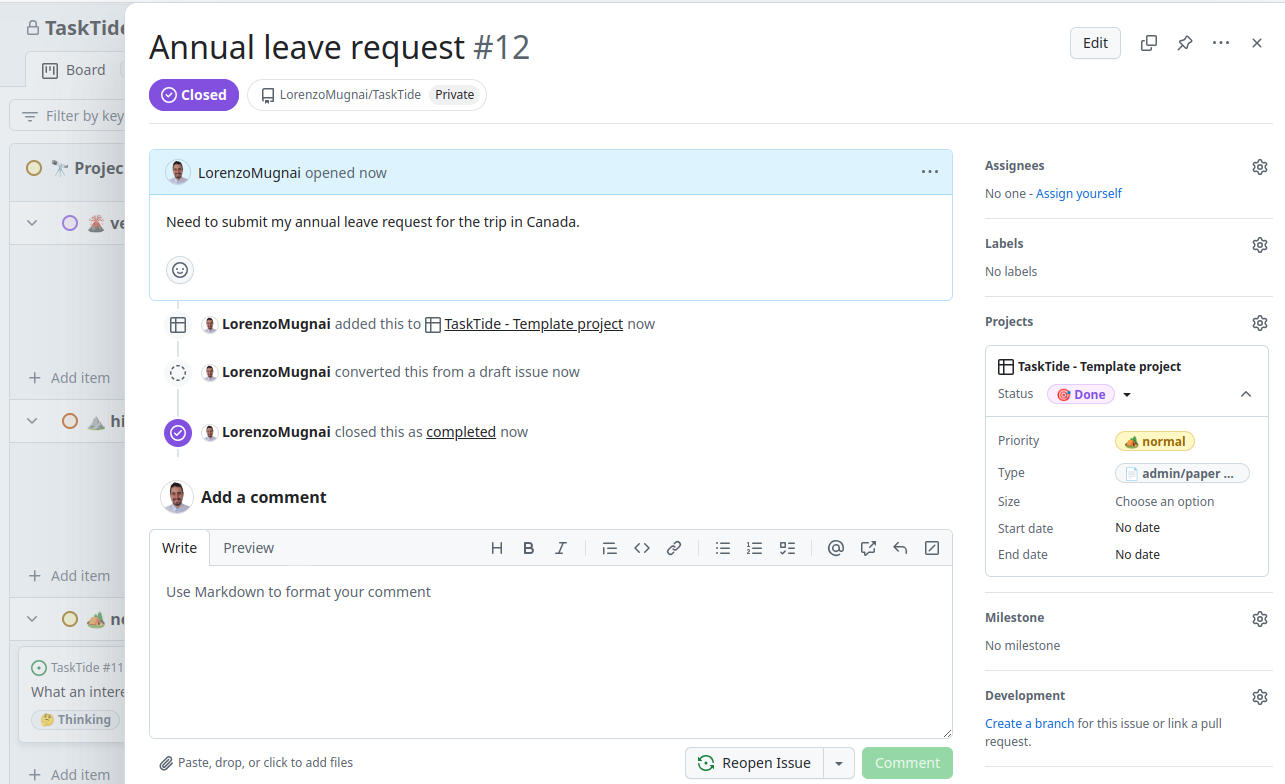 TaskTide
Board
Filter by key
Projec
ve
Add item
hi
Add item
no
TaskTide #11
What an intere
Thinking
Add item
Annual leave request #12
Edit
Closed
LorenzoMugnai/TaskTide Private
LorenzoMugnai opened now
Need to submit my annual leave request for the trip in Canada.
LorenzoMugnai added this to TaskTide - Template project now
LorenzoMugnai converted this from a draft issue now
LorenzoMugnai closed this as completed now
Add a comment
Write Preview
Use Markdown to format your comment
Paste, drop, or click to add files
Reopen Issue
Comment
Assignees
No one - Assign yourself
Labels
No labels
Projects
TaskTide - Template project
Status Done
Priority normal
Type admin/paper ...
Size Choose an option
Start date No date
End date No date
Milestone
No milestone
Development
Create a branch for this issue or link a pull
request.